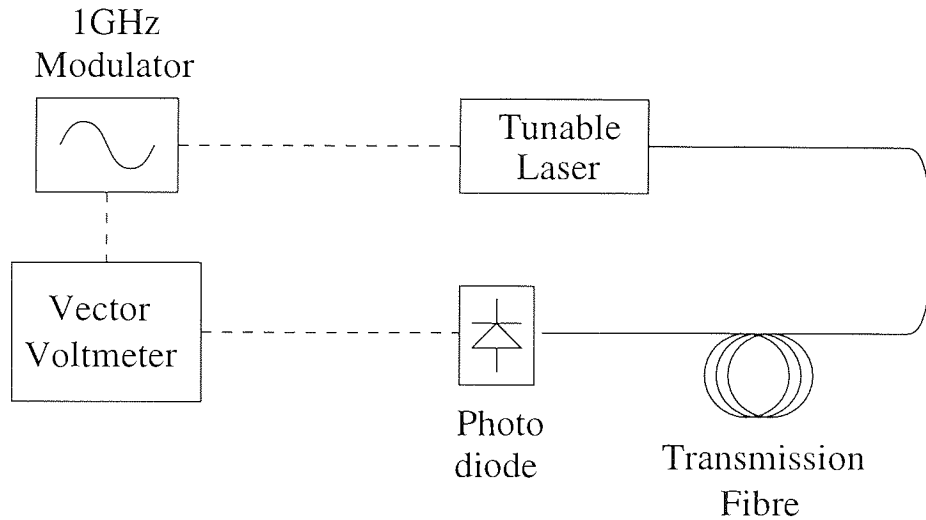 1GHz
Modulator
Tunable
Laser
Vector
Voltmeter
Photo
diode
Transmission
Fibre